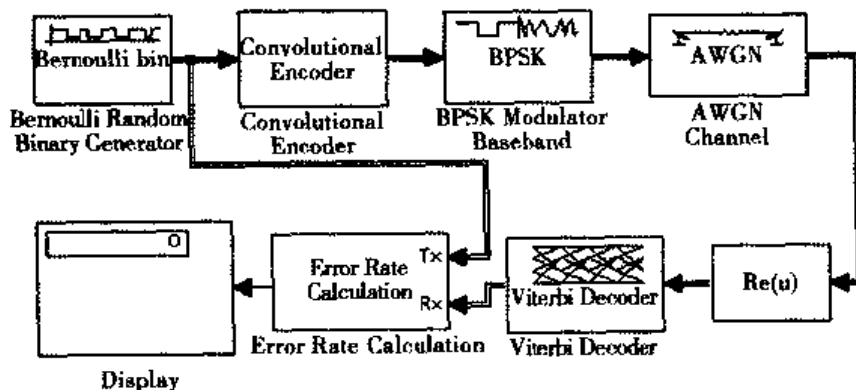 Bernoulli bin
Bernoulli Random
Binary Generator
Convolutional
Encoder
Convolutional
Encoder
BPSK
BPSK Modulator
Baseband
AWGN
AWGN
Channel
0
Display
Error Rate
Calculation
Tx
Rx
Error Rate Calculation
Viterbi Decoder
Viterbi Decoder
Re(u)